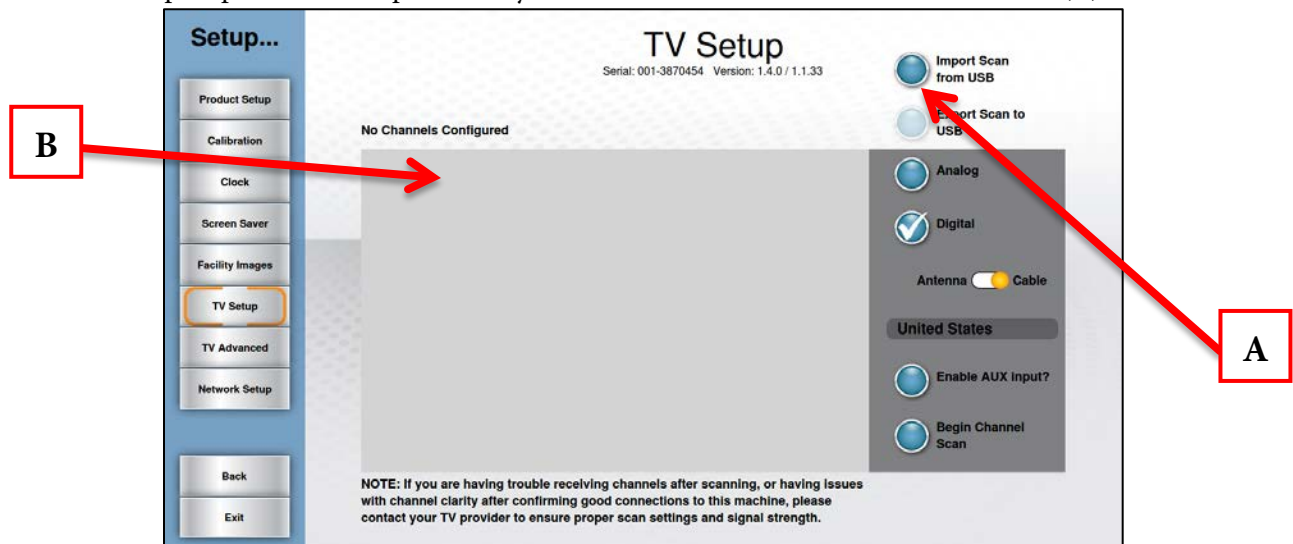 Setup...
TV Setup
Serial: 001-3870454 Version: 1.4.0 / 1.1.33
Import Scan
from USB
Export Scan to
USB
Product Setup
Calibration
Clock
Screen Saver
Facility Images
TV Setup
TV Advanced
Network Setup
Back
Exit
B
No Channels Configured
Analog
Digital
Antenna Cable
United States
A
Enable AUX input?
Begin Channel
Scan
NOTE: If you are having trouble receiving channels after scanning, or having issues
with channel clarity after confirming good connections to this machine, please
contact your TV provider to ensure proper scan settings and signal strength.